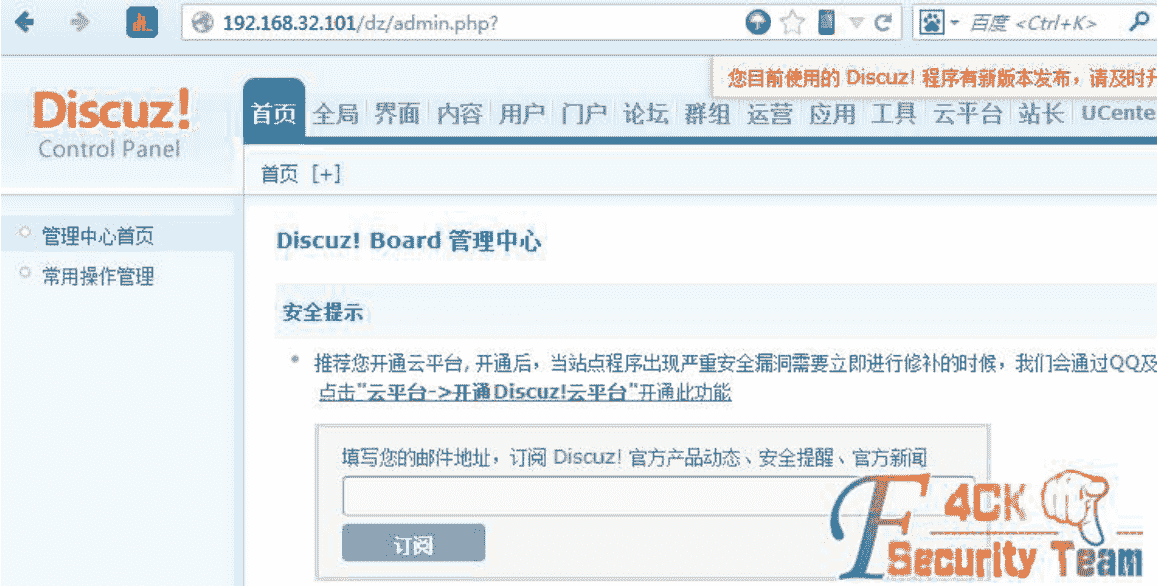 192.168.32.101/dz/admin.php?
百度 <Ctrl+K>
您目前使用的 Discuz! 程序有新版本发布，请及时升
Discuz!
Control Panel
首页 全局 界面 内容 用户 门户 论坛 群组 运营 应用 工具 云平台 站长 UCente
首页 [+]
管理中心首页
常用操作管理
Discuz! Board 管理中心
安全提示
推荐您开通云平台, 开通后，当站点程序出现严重安全漏洞需要立即进行修补的时候，我们会通过QQ及
点击"云平台->开通Discuz!云平台"开通此功能
填写您的邮件地址，订阅 Discuz! 官方产品动态、安全提醒、官方新闻
订阅
F4CK
Security Team